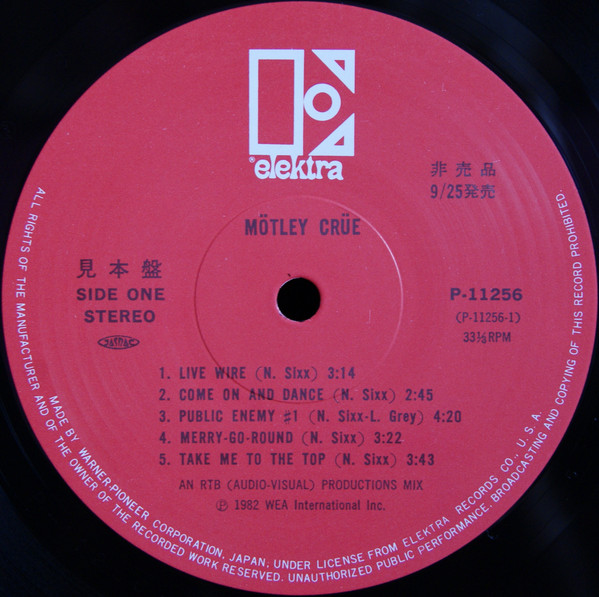 ®elektra
非売品
9/25発売
MÖTLEY CRÜE
見本盤
SIDE ONE
STEREO
JASRAC
P-11256
(P-11256-1)
33⅓RPM
1. LIVE WIRE (N. Sixx) 3:14
2. COME ON AND DANCE (N. Sixx) 2:45
3. PUBLIC ENEMY #1 (N. Sixx-L. Grey) 4:20
4. MERRY-GO-ROUND (N. Sixx) 3:22
5. TAKE ME TO THE TOP (N. Sixx) 3:43
AN RTB (AUDIO-VISUAL) PRODUCTIONS MIX
℗ 1982 WEA International Inc.
ALL RIGHTS OF THE MANUFACTURER AND OF THE OWNER OF THE RECORDED WORK RESERVED. UNAUTHORIZED PUBLIC PERFORMANCE, BROADCASTING AND COPYING OF THIS RECORD PROHIBITED.
MADE BY WARNER-PIONEER CORPORATION, JAPAN, UNDER LICENSE FROM ELEKTRA RECORDS CO., U.S.A.